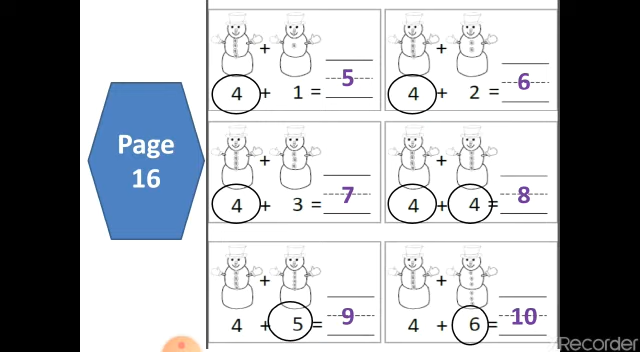 Page
16
4 + 1 = 5
4 + 2 = 6
4 + 3 = 7
4 + 4 = 8
4 + 5 = 9
4 + 6 = 10
Recorder